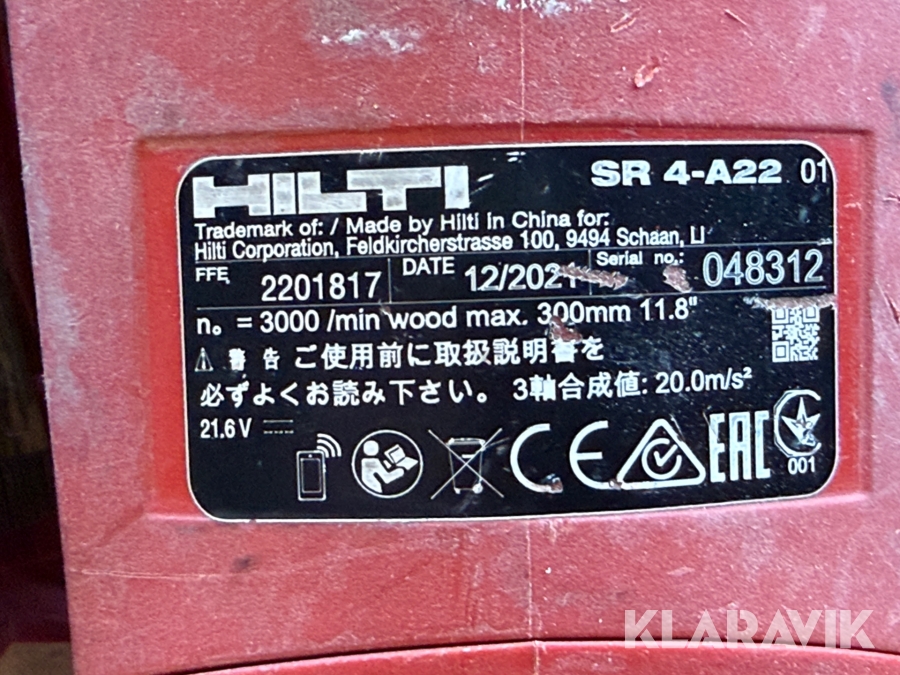 HILTI
SR 4-A22 01
Trademark of: / Made by Hilti in China for:
Hilti Corporation, Feldkircherstrasse 100, 9494 Schaan, LI
FFE 2201817 DATE 12/2021 Serial no.: 048312
n₀ = 3000 /min wood max. 300mm 11.8"
⚠ 警告 ご使用前に取扱説明書を
必ずよくお読み下さい。 3軸合成値: 20.0m/s²
21.6 V
CE EAC
001
KLARAVIK